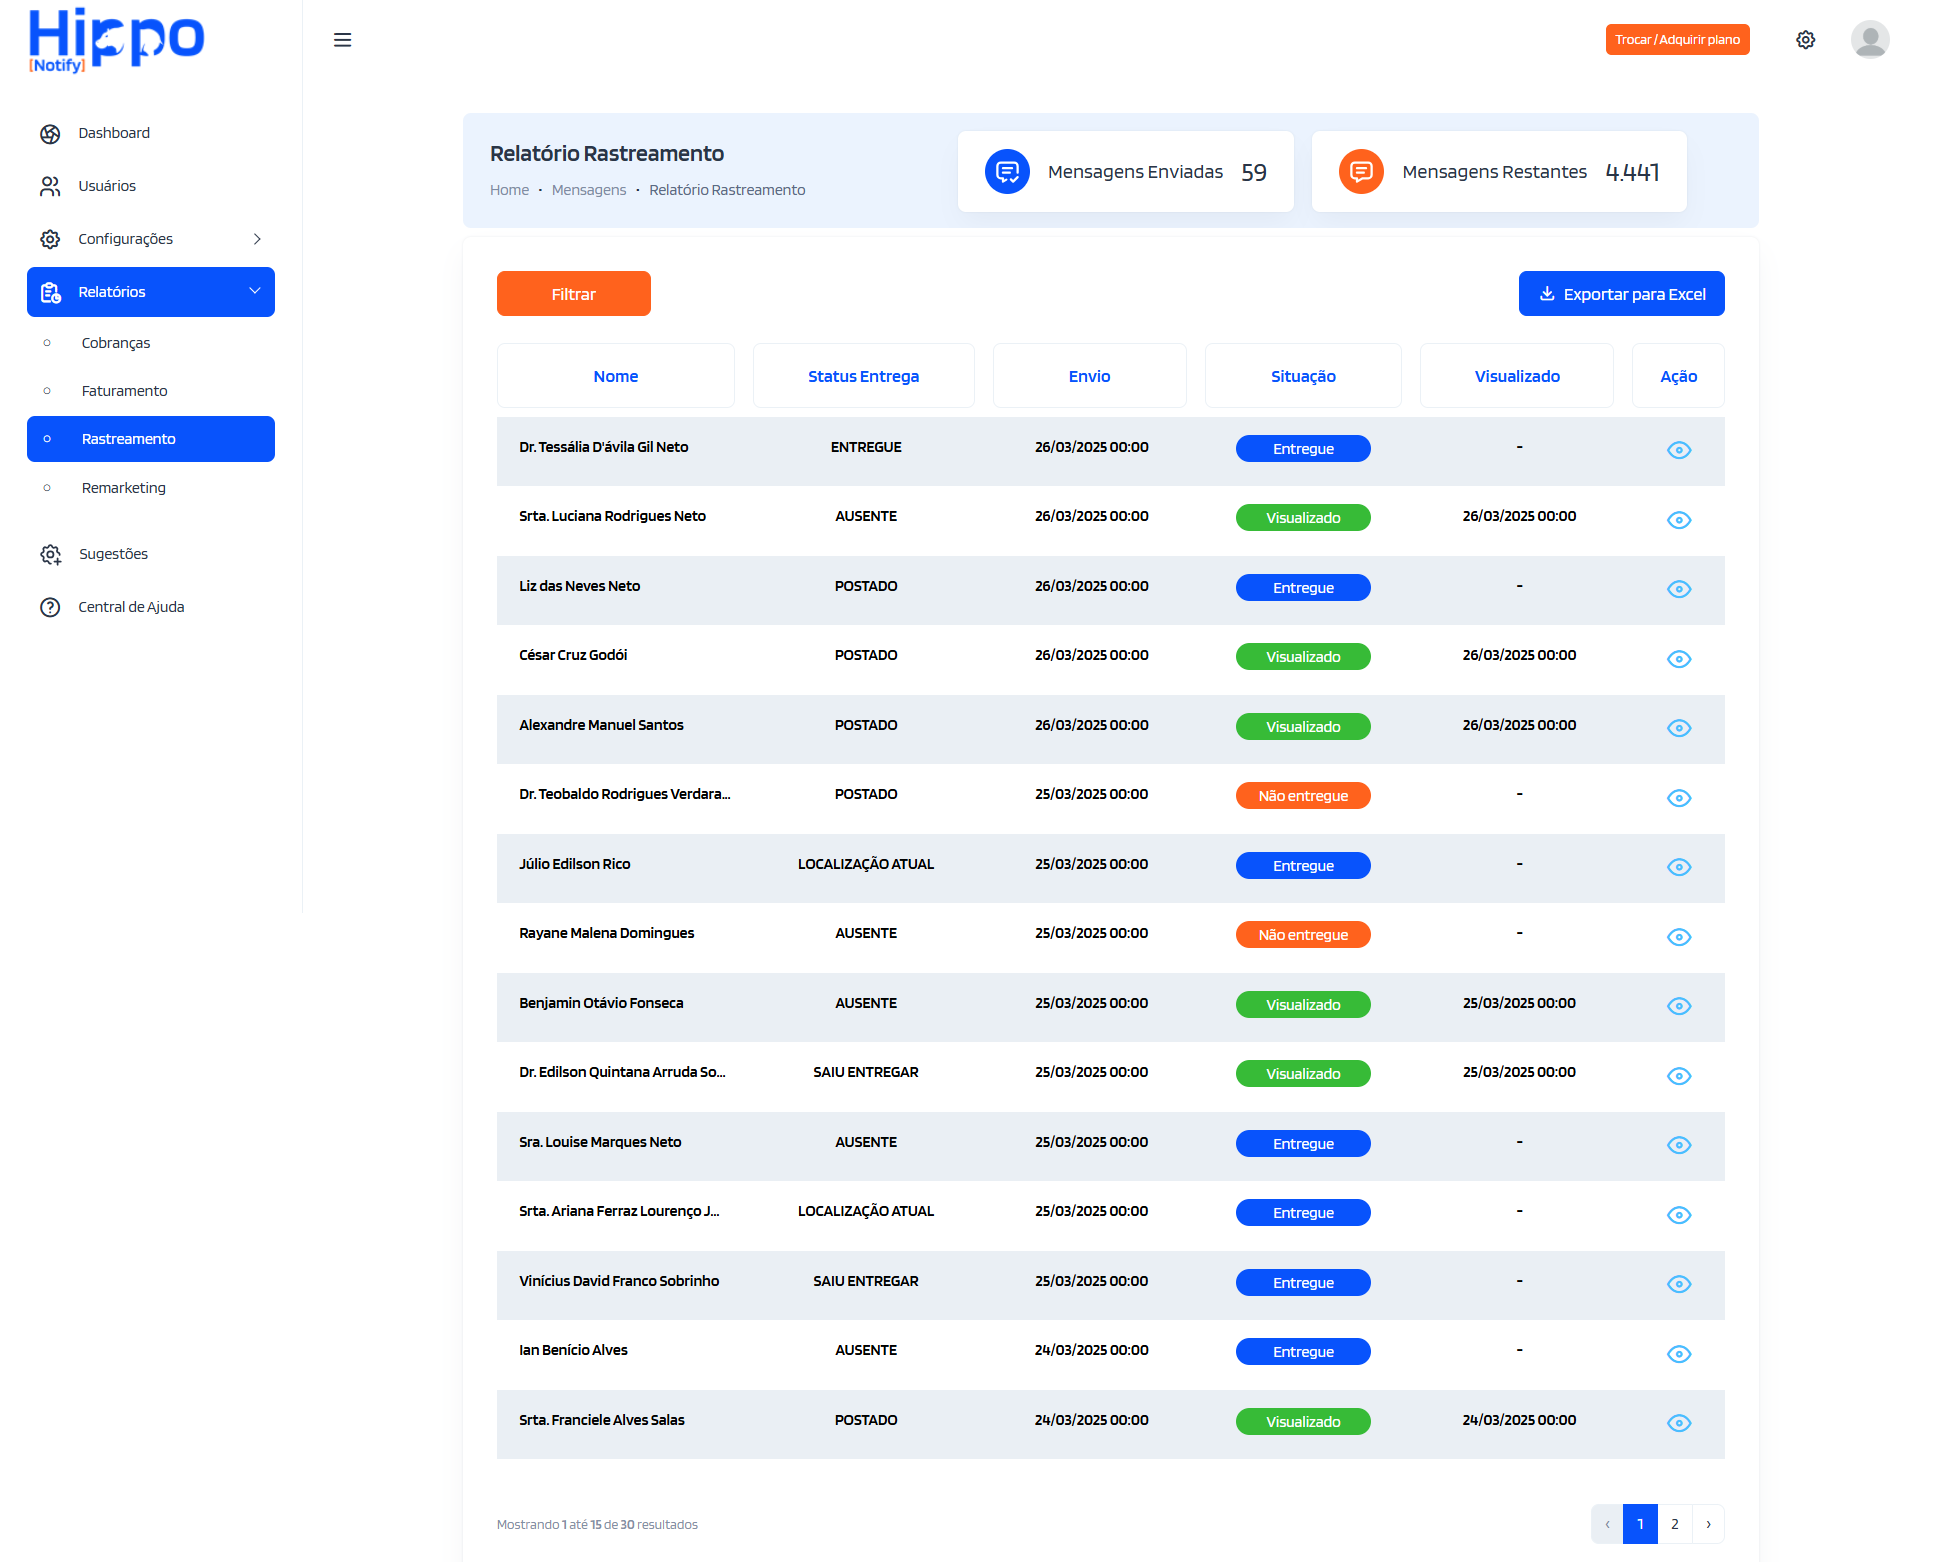 Hippo
[Notify]
Trocar / Adquirir plano
Dashboard
Usuários
Configurações
Relatórios
Cobranças
Faturamento
Rastreamento
Remarketing
Sugestões
Central de Ajuda
Relatório Rastreamento
Home • Mensagens • Relatório Rastreamento
Mensagens Enviadas 59
Mensagens Restantes 4.441
Filtrar
Exportar para Excel
Nome Status Entrega Envio Situação Visualizado Ação
Dr. Tessália D'ávila Gil Neto ENTREGUE 26/03/2025 00:00 Entregue -
Srta. Luciana Rodrigues Neto AUSENTE 26/03/2025 00:00 Visualizado 26/03/2025 00:00
Liz das Neves Neto POSTADO 26/03/2025 00:00 Entregue -
César Cruz Godói POSTADO 26/03/2025 00:00 Visualizado 26/03/2025 00:00
Alexandre Manuel Santos POSTADO 26/03/2025 00:00 Visualizado 26/03/2025 00:00
Dr. Teobaldo Rodrigues Verdara... POSTADO 25/03/2025 00:00 Não entregue -
Júlio Edilson Rico LOCALIZAÇÃO ATUAL 25/03/2025 00:00 Entregue -
Rayane Malena Domingues AUSENTE 25/03/2025 00:00 Não entregue -
Benjamin Otávio Fonseca AUSENTE 25/03/2025 00:00 Visualizado 25/03/2025 00:00
Dr. Edilson Quintana Arruda So... SAIU ENTREGAR 25/03/2025 00:00 Visualizado 25/03/2025 00:00
Sra. Louise Marques Neto AUSENTE 25/03/2025 00:00 Entregue -
Srta. Ariana Ferraz Lourenço J... LOCALIZAÇÃO ATUAL 25/03/2025 00:00 Entregue -
Vinícius David Franco Sobrinho SAIU ENTREGAR 25/03/2025 00:00 Entregue -
Ian Benício Alves AUSENTE 24/03/2025 00:00 Entregue -
Srta. Franciele Alves Salas POSTADO 24/03/2025 00:00 Visualizado 24/03/2025 00:00
Mostrando 1 até 15 de 30 resultados
‹ 1 2 ›